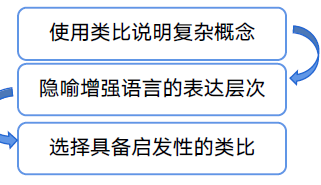 使用类比说明复杂概念
隐喻增强语言的表达层次
选择具备启发性的类比